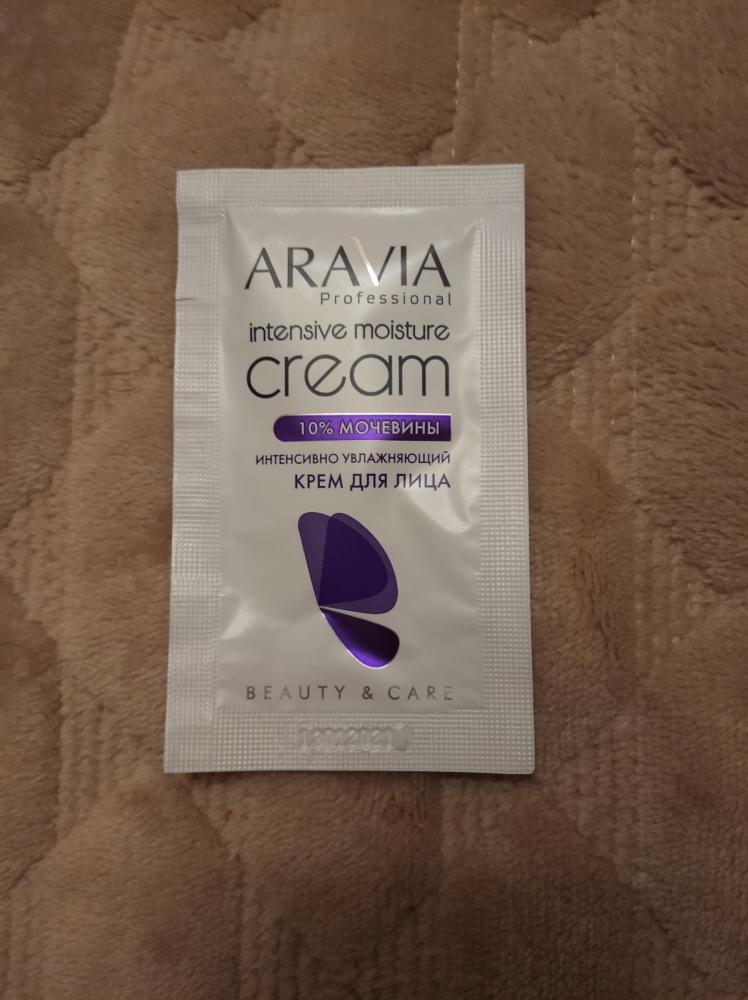 ARAVIA
Professional
intensive moisture
cream
10% МОЧЕВИНЫ
ИНТЕНСИВНО УВЛАЖНЯЮЩИЙ
КРЕМ ДЛЯ ЛИЦА
BEAUTY & CARE